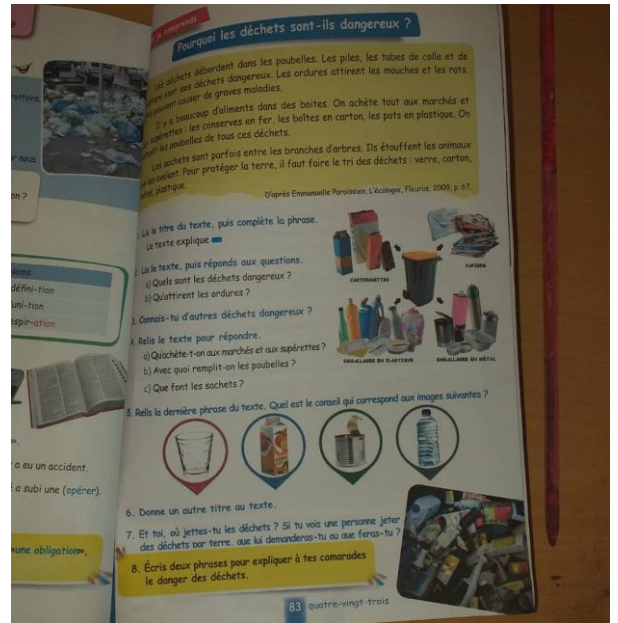 je comprends
Pourquoi les déchets sont-ils dangereux ?
Les déchets débordent dans les poubelles. Les piles, les tubes de colle et de
sont des déchets dangereux. Les ordures attirent les mouches et les rats.
peuvent causer de graves maladies.
Il y a beaucoup d'aliments dans des boites. On achète tout aux marchés et
supérettes : les conserves en fer, les boîtes en carton, les pots en plastique. On
les poubelles de tous ces déchets.
Les sachets sont parfois entre les branches d'arbres. Ils étouffent les animaux
avalent. Pour protéger la terre, il faut faire le tri des déchets : verre, carton,
plastique.
D'après Emmanuelle Paroissien, L'écologie, Fleurus, 2009, p. 67.
nous.
on ?
1. Lis le titre du texte, puis complète la phrase.
Le texte explique
2. Lis le texte, puis réponds aux questions.
a) Quels sont les déchets dangereux ?
b) Qu'attirent les ordures ?
3. Connais-tu d'autres déchets dangereux ?
4. Relis le texte pour répondre.
a) Qu'achète-t-on aux marchés et aux supérettes ?
b) Avec quoi remplit-on les poubelles ?
c) Que font les sachets ?
CARTONNETTES
PAPIERS
EMBALLAGES EN PLASTIQUE
EMBALLAGES EN MÉTAL
Noms
défini-tion
uni-tion
spir-ation
5. Relis la dernière phrase du texte. Quel est le conseil qui correspond aux images suivantes ?
a eu un accident.
a subi une (opérer).
«une obligation»,
6. Donne un autre titre au texte.
7. Et toi, où jettes-tu les déchets ? Si tu vois une personne jeter
des déchets par terre, que lui demanderas-tu ou que feras-tu ?
8. Écris deux phrases pour expliquer à tes camarades
le danger des déchets.
83 quatre-vingt-trois